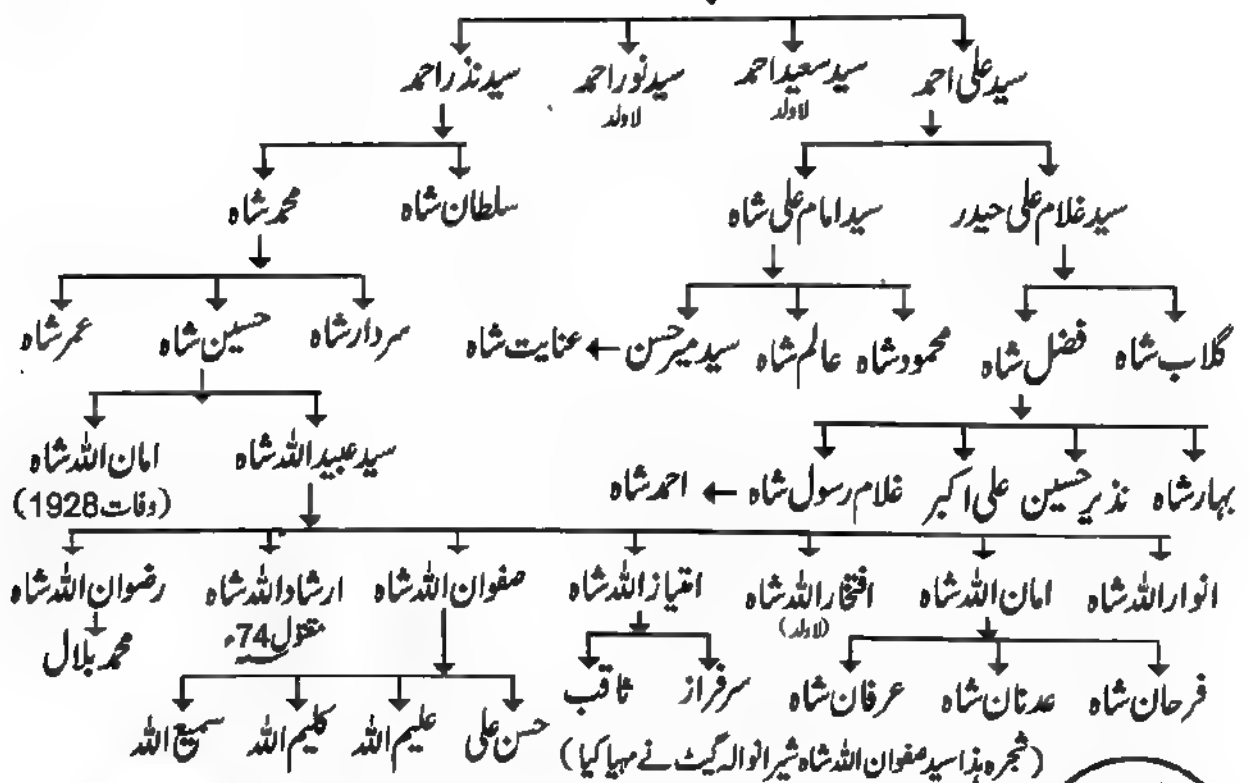 سید علی احمد سید سعید احمد سید نور احمد سید نذر احمد
لاولد لاولد
سید غلام علی حیدر سید امام علی شاہ سلطان شاہ محمد شاہ
گلاب شاہ فضل شاہ محمود شاہ عالم شاہ سید میر حسن ← عنایت شاہ سردار شاہ حسین شاہ عمر شاہ
بہار شاہ نذیر حسین علی اکبر غلام رسول شاہ ← احمد شاہ سید عبید اللہ شاہ امان اللہ شاہ
(وفات 1928)
انوار اللہ شاہ امان اللہ شاہ افتخار اللہ شاہ امتیاز اللہ شاہ صفوان اللہ شاہ ارشاد اللہ شاہ رضوان اللہ شاہ
(لاولد) مقتول 74ء
فرحان شاہ عدنان شاہ عرفان شاہ سرفراز ثاقب محمد بلال
حسن علی علیم اللہ کلیم اللہ سمیع اللہ
(شجرہ ہذا سید صفوان اللہ شاہ شیرانوالہ گیٹ نے مہیا کیا)